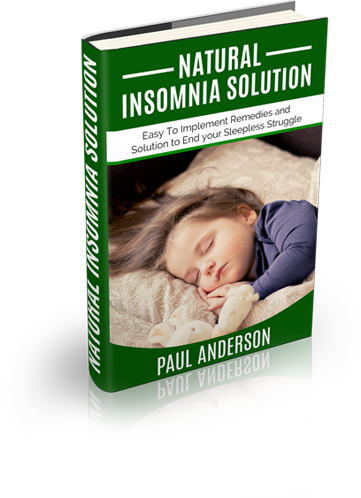 NATURAL
INSOMNIA SOLUTION
Easy To Implement Remedies and
Solution to End your Sleepless Struggle
PAUL ANDERSON
NATURAL INSOMNIA SOLUTION